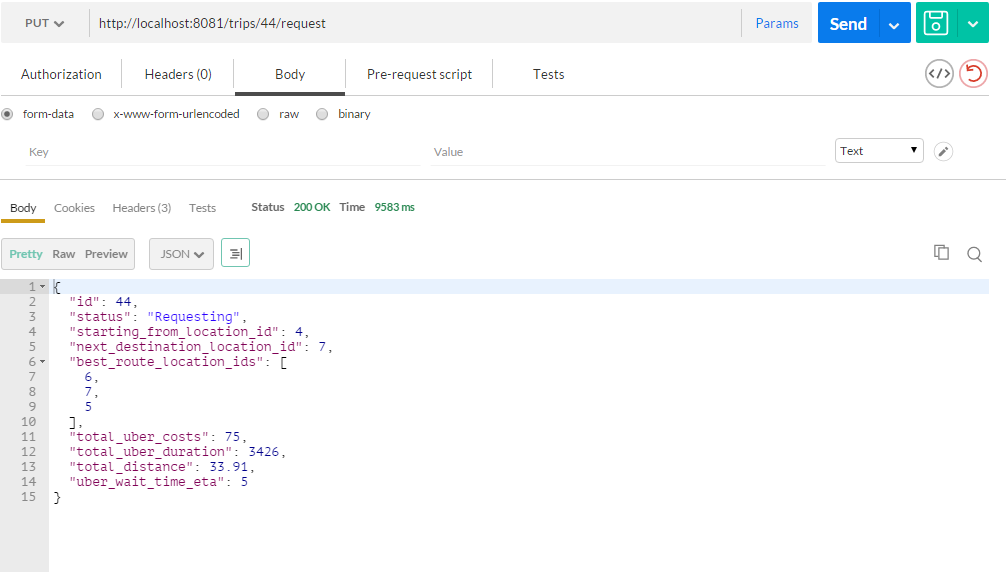 PUT http://localhost:8081/trips/44/request Params Send
Authorization Headers (0) Body Pre-request script Tests
form-data x-www-form-urlencoded raw binary
Key Value Text
Body Cookies Headers (3) Tests Status 200 OK Time 9583 ms
Pretty Raw Preview JSON
1 {
2 "id": 44,
3 "status": "Requesting",
4 "starting_from_location_id": 4,
5 "next_destination_location_id": 7,
6 "best_route_location_ids": [
7 6,
8 7,
9 5
10 ],
11 "total_uber_costs": 75,
12 "total_uber_duration": 3426,
13 "total_distance": 33.91,
14 "uber_wait_time_eta": 5
15 }